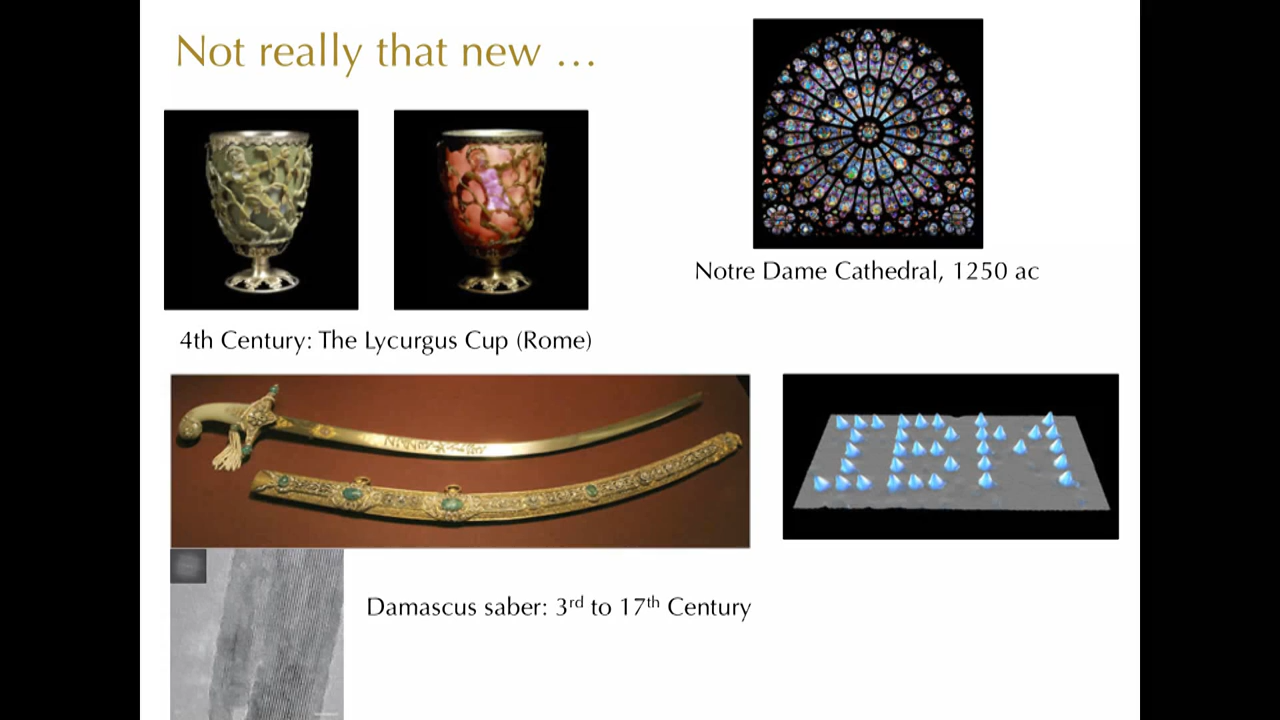 Not really that new …
Notre Dame Cathedral, 1250 ac
4th Century: The Lycurgus Cup (Rome)
IBM
Damascus saber: 3rd to 17th Century